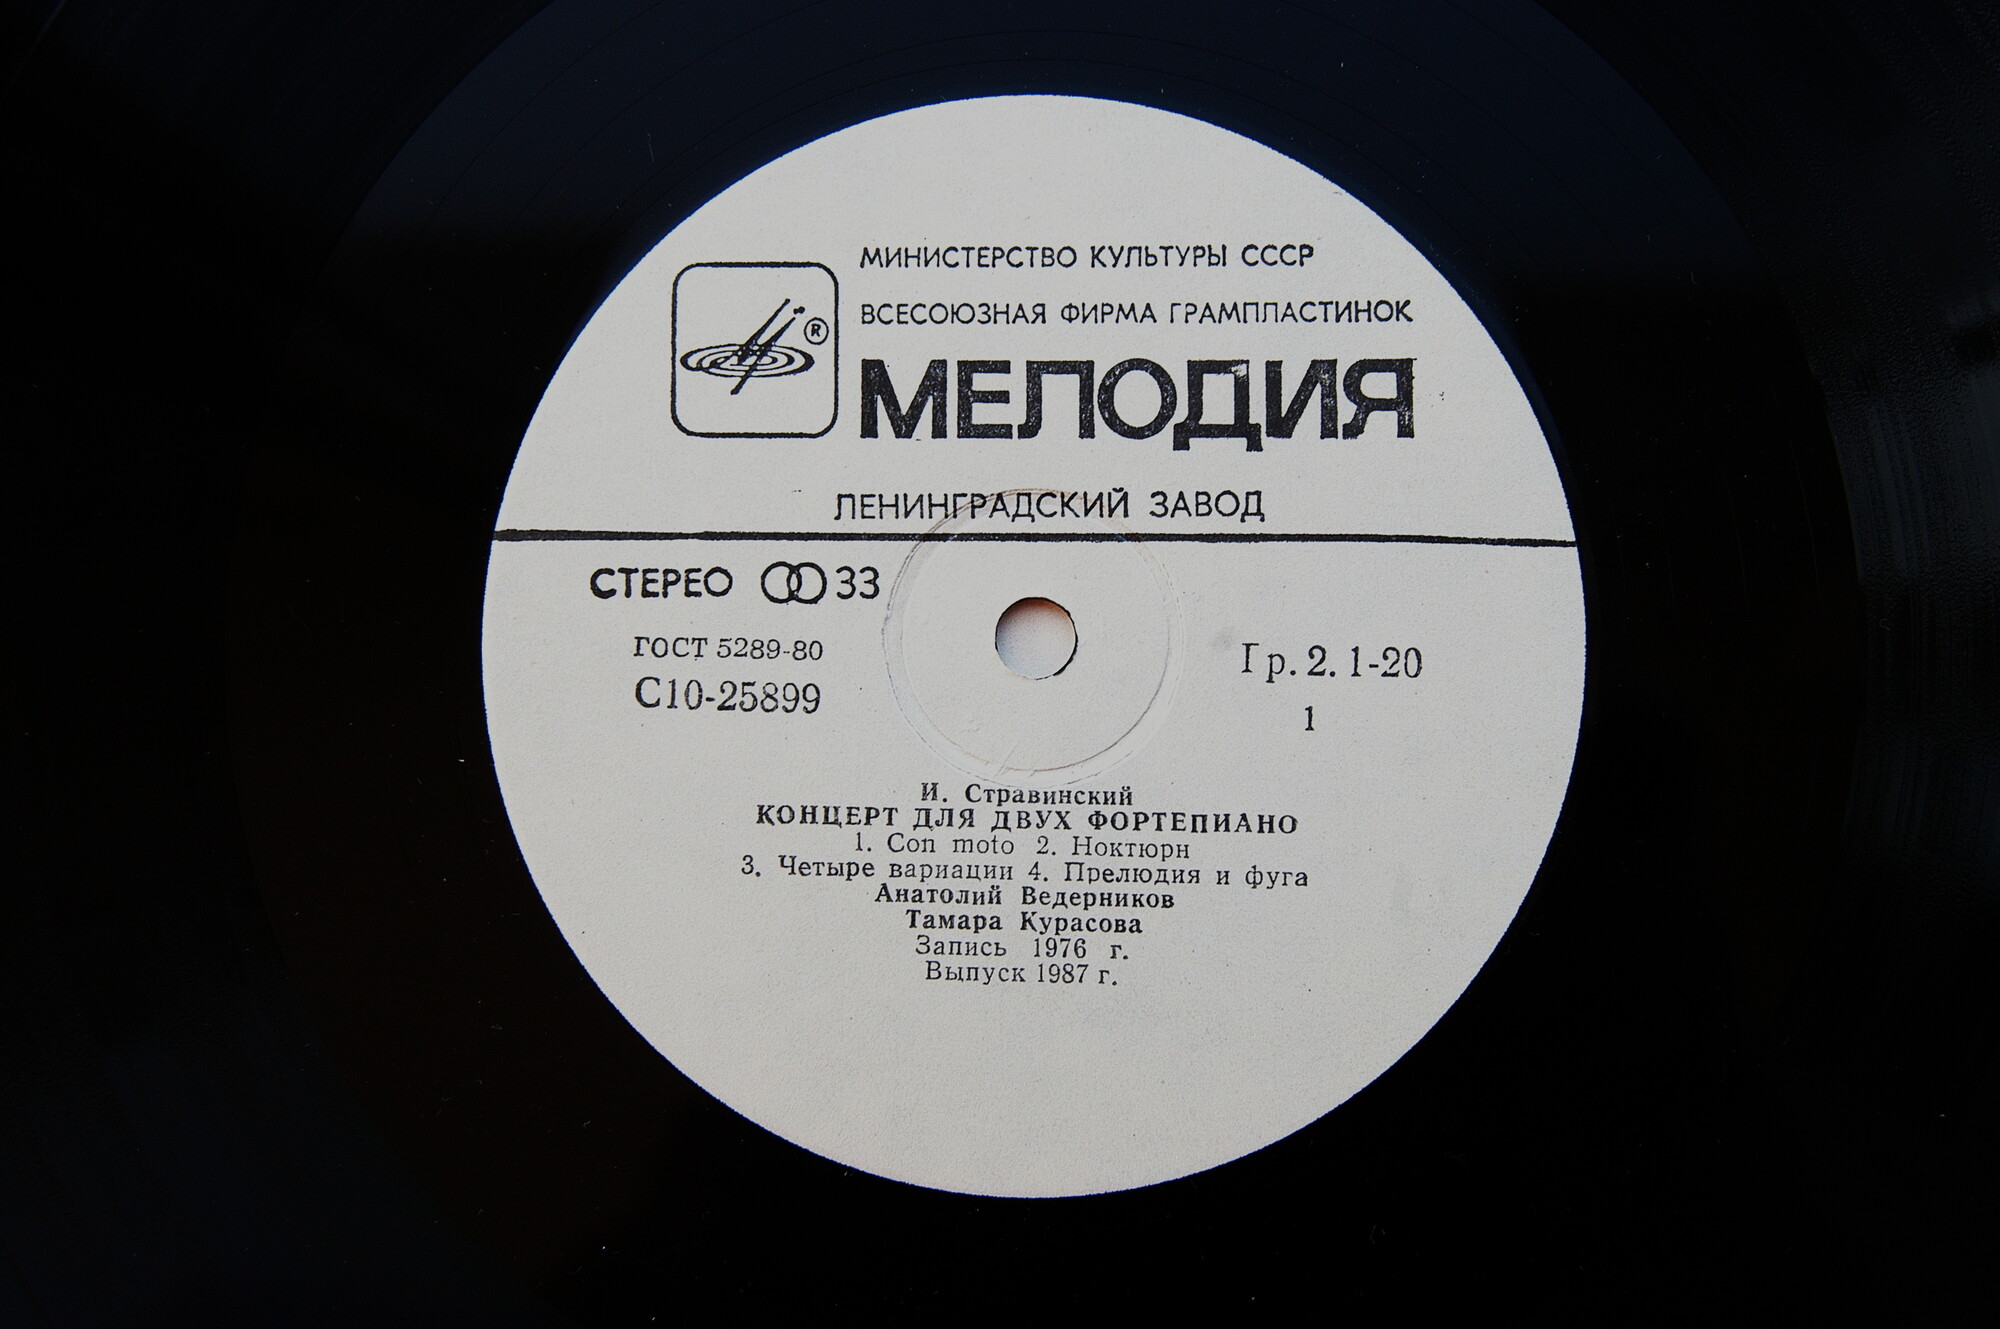 МИНИСТЕРСТВО КУЛЬТУРЫ СССР
ВСЕСОЮЗНАЯ ФИРМА ГРАМПЛАСТИНОК
®
МЕЛОДИЯ
ЛЕНИНГРАДСКИЙ ЗАВОД
СТЕРЕО 33
ГОСТ 5289-80
С10-25899
Гр. 2. 1-20
1
И. Стравинский
КОНЦЕРТ ДЛЯ ДВУХ ФОРТЕПИАНО
1. Con moto 2. Ноктюрн
3. Четыре вариации 4. Прелюдия и фуга
Анатолий Ведерников
Тамара Курасова
Запись 1976 г.
Выпуск 1987 г.